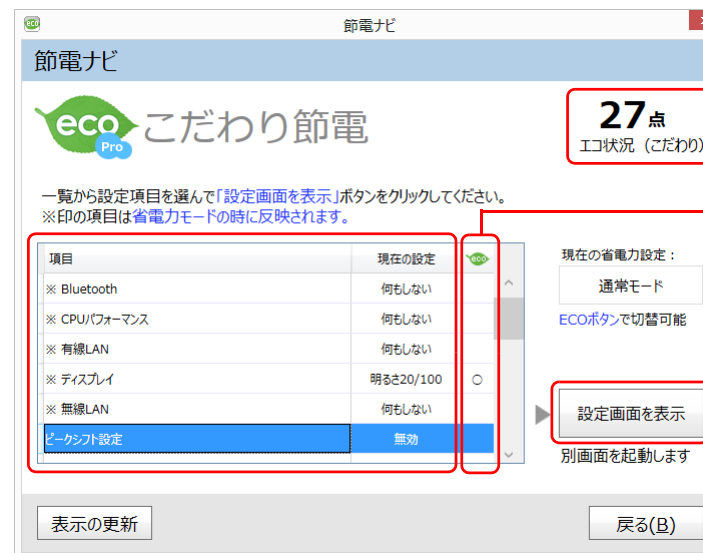 eco
節電ナビ
x
節電ナビ
eco
Pro
こだわり節電
27点
エコ状況（こだわり）
一覧から設定項目を選んで「設定画面を表示」ボタンをクリックしてください。
※印の項目は省電力モードの時に反映されます。
項目 現在の設定 eco
※ Bluetooth 何もしない
※ CPUパフォーマンス 何もしない
※ 有線LAN 何もしない
※ ディスプレイ 明るさ20/100 ○
※ 無線LAN 何もしない
ピークシフト設定 無効
現在の省電力設定：
通常モード
ECOボタンで切替可能
設定画面を表示
別画面を起動します
表示の更新
戻る(B)